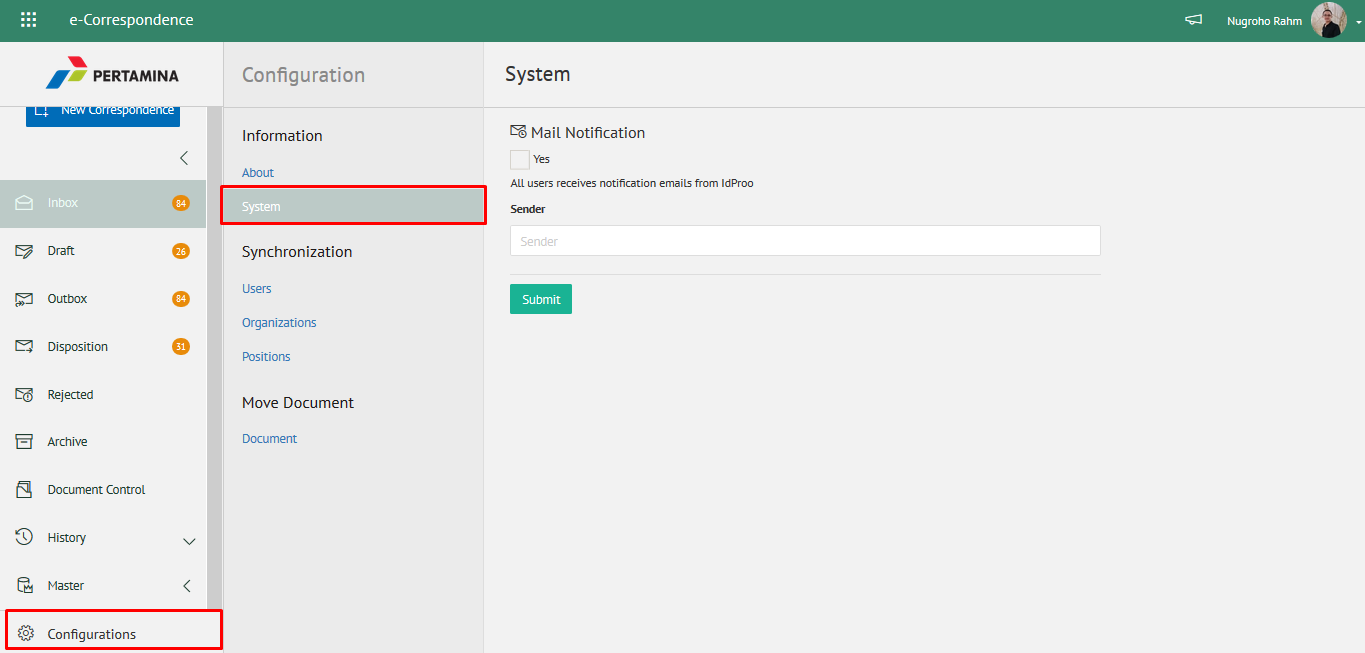 e-Correspondence
Nugroho Rahm
PERTAMINA
New Correspondence
Inbox
84
Draft
26
Outbox
84
Disposition
31
Rejected
Archive
Document Control
History
Master
Configurations
Configuration
Information
About
System
Synchronization
Users
Organizations
Positions
Move Document
Document
System
Mail Notification
Yes
All users receives notification emails from IdProo
Sender
Sender
Submit